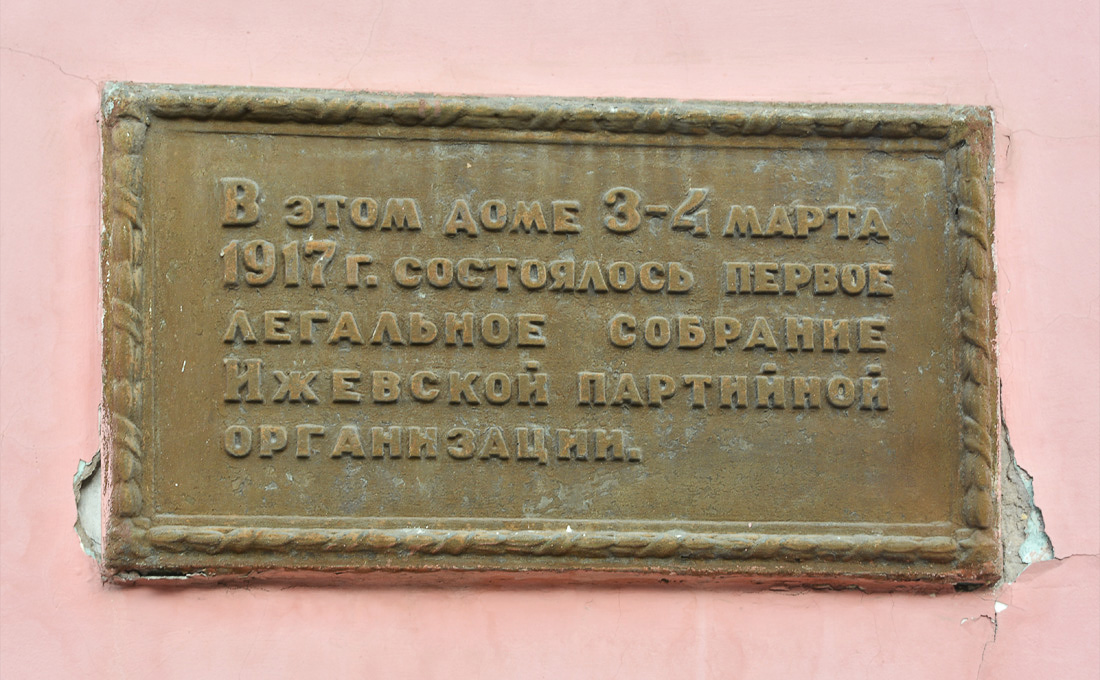 В этом доме 3-4 марта
1917 г. состоялось первое
легальное собрание
Ижевской партийной
организации.